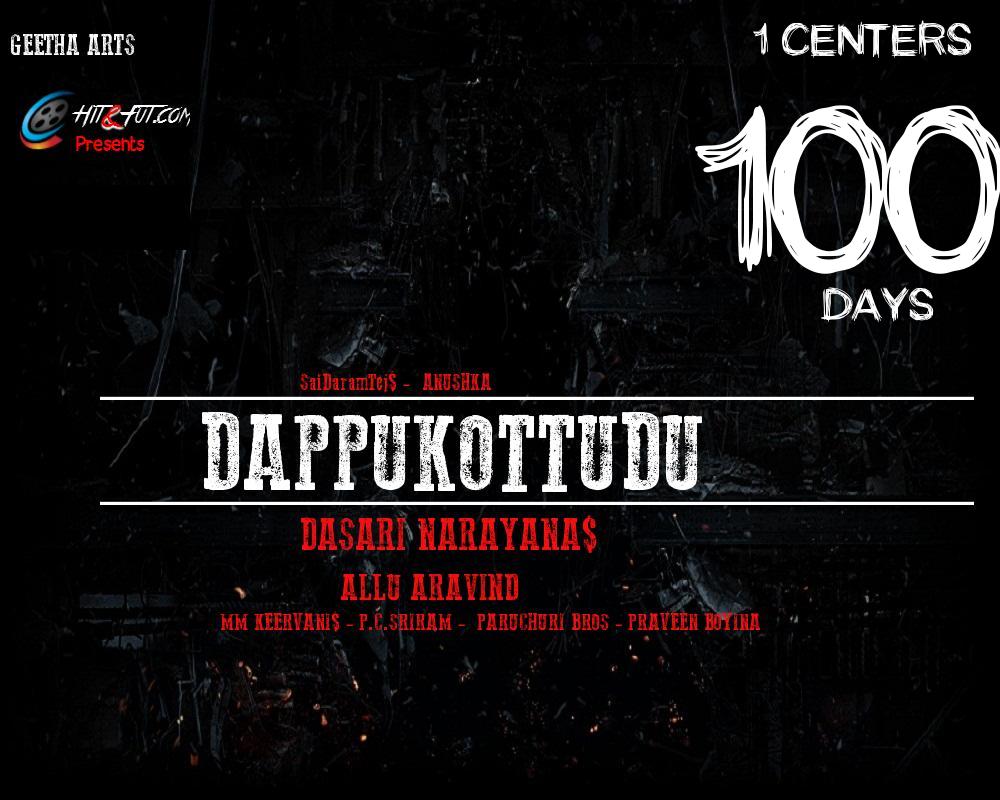 GEETHA ARTS
1 CENTERS
HIT&FUT.COM
Presents
100
DAYS
SaiDaramTej$ - ANUSHKA
DAPPUKOTTUDU
DASARI NARAYANA$
ALLU ARAVIND
MM KEERVANI$ - P.C.SRIRAM - PARUCHURI BROS - PRAVEEN BOYINA